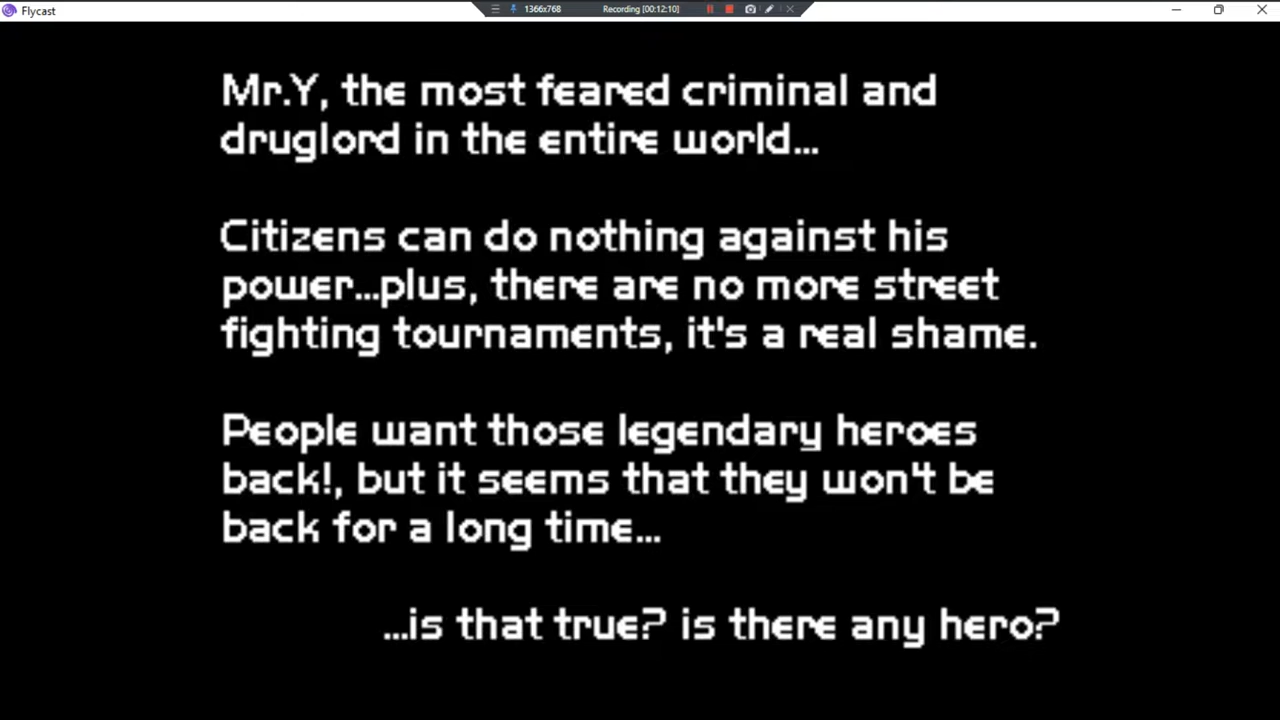 Flycast
1366x768
Recording [00:12:10]
Mr.Y, the most feared criminal and
druglord in the entire world...
Citizens can do nothing against his
power...plus, there are no more street
fighting tournaments, it's a real shame.
People want those legendary heroes
back!, but it seems that they won't be
back for a long time...
...is that true? is there any hero?